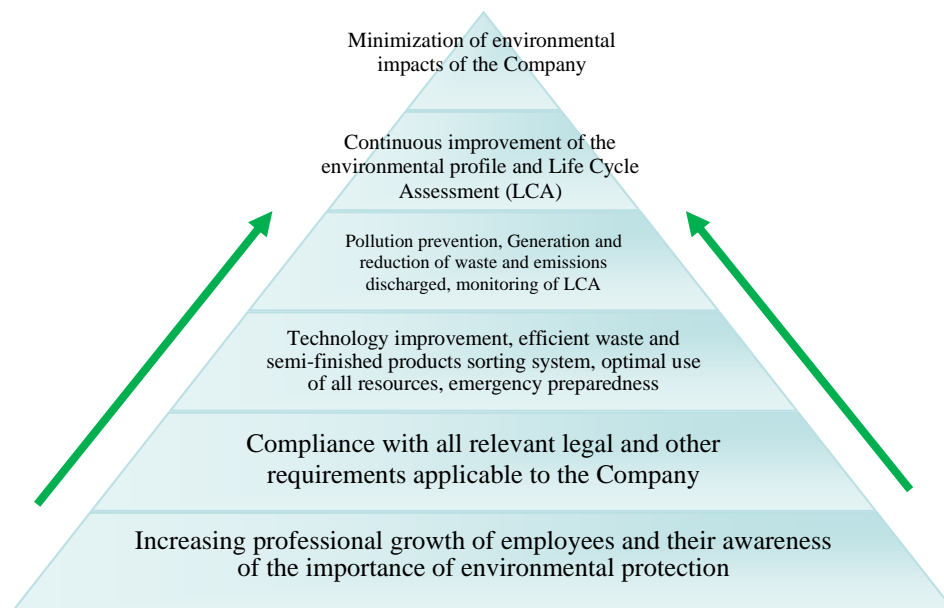 Minimization of environmental
impacts of the Company
Continuous improvement of the
environmental profile and Life Cycle
Assessment (LCA)
Pollution prevention, Generation and
reduction of waste and emissions
discharged, monitoring of LCA
Technology improvement, efficient waste and
semi-finished products sorting system, optimal use
of all resources, emergency preparedness
Compliance with all relevant legal and other
requirements applicable to the Company
Increasing professional growth of employees and their awareness
of the importance of environmental protection